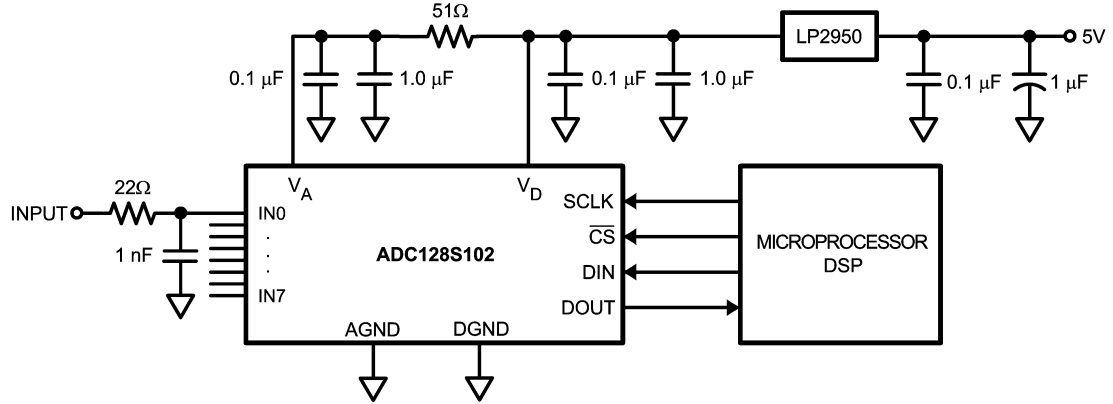 51Ω
LP2950
5V
0.1 µF
1.0 µF
0.1 µF
1.0 µF
0.1 µF
1 µF
VA
VD
22Ω
INPUT
IN0
SCLK
C̅S̅
MICROPROCESSOR
DSP
1 nF
.
.
.
ADC128S102
DIN
IN7
DOUT
AGND
DGND